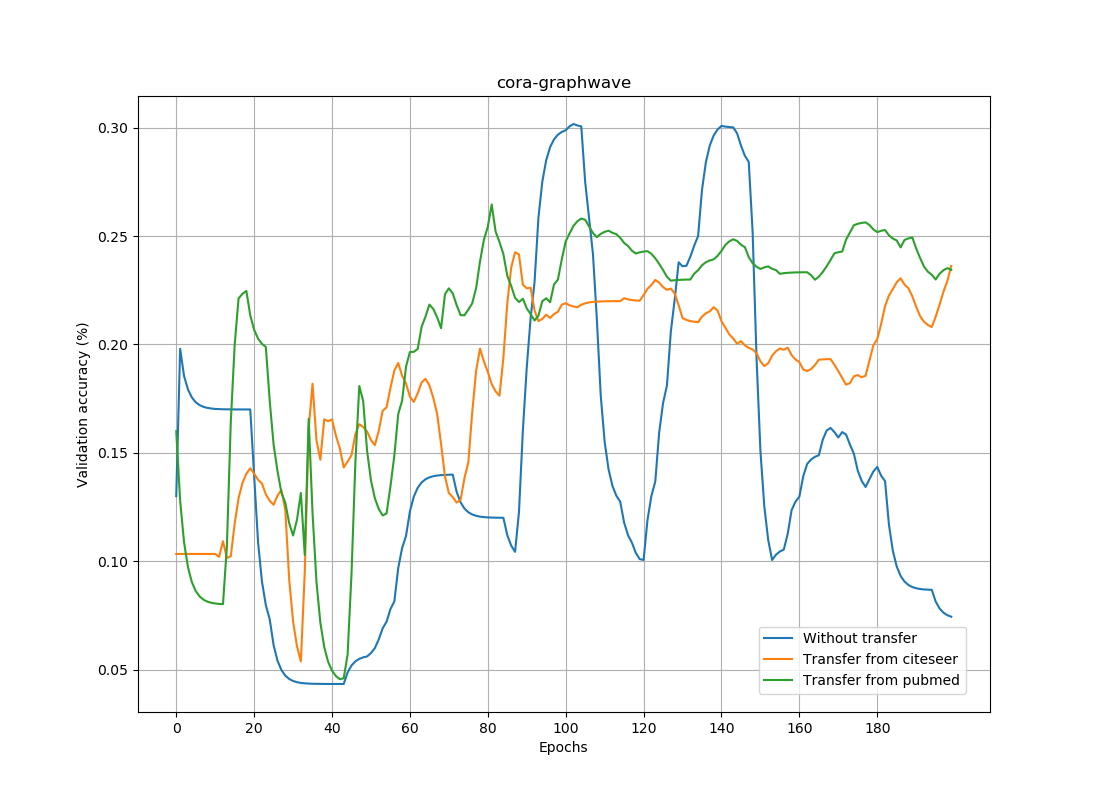 cora-graphwave
Validation accuracy (%)
0.30
0.25
0.20
0.15
0.10
0.05
0 20 40 60 80 100 120 140 160 180
Epochs
Without transfer
Transfer from citeseer
Transfer from pubmed